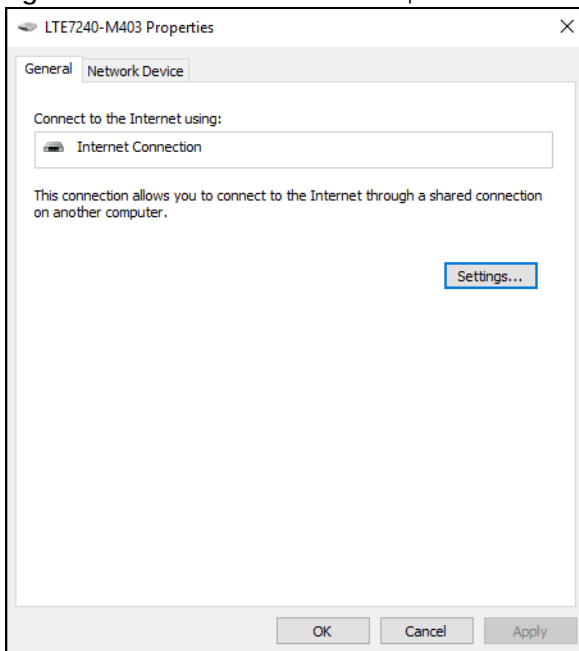 LTE7240-M403 Properties
General
Network Device
Connect to the Internet using:
Internet Connection
This connection allows you to connect to the Internet through a shared connection
on another computer.
Settings...
OK
Cancel
Apply